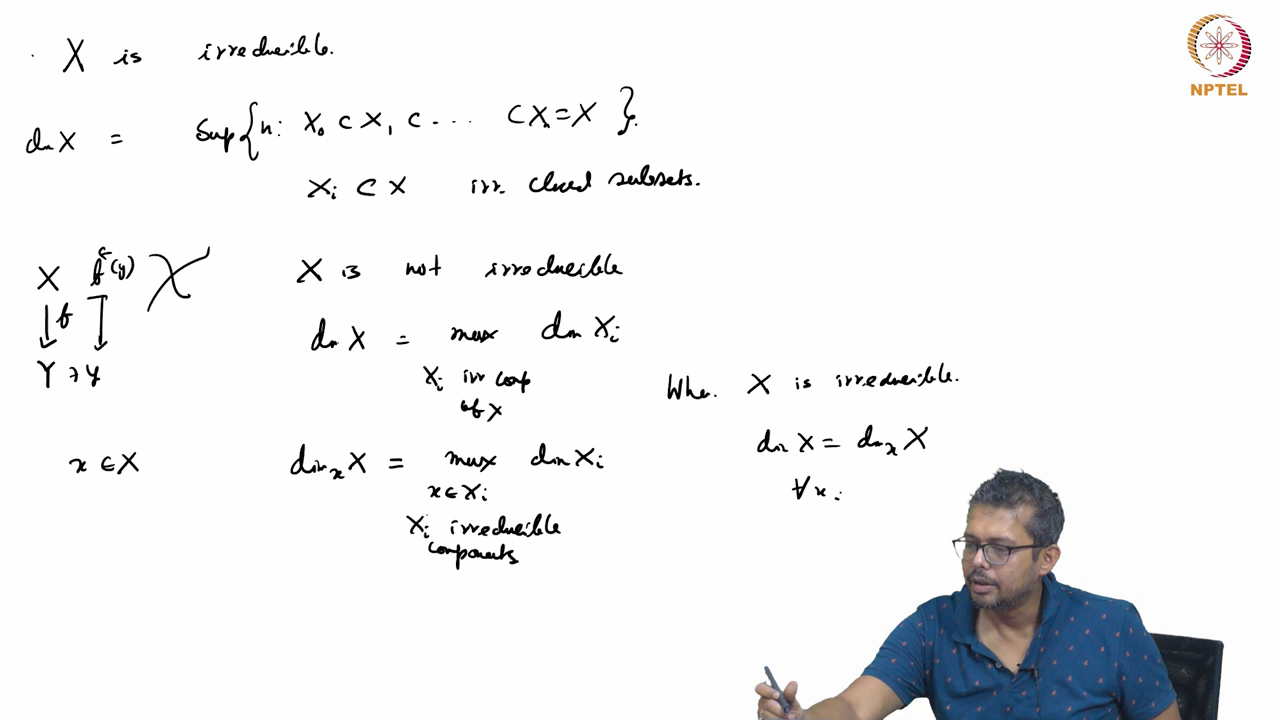 X is irreducible.
NPTEL
dim X = Sup{n: X₀ ⊂ X₁ ⊂ ···· ⊂ Xₙ = X}.
Xᵢ ⊂ X irr. closed subsets.
X f⁻(y)
↓ f ↓
Y ∋ y
X is not irreducible
dim X = max dim Xᵢ
Xᵢ irr comp
of X
When X is irreducible.
dim X = dimₓ X
∀x.
x ∈ X
dimₓ X = max dim Xᵢ
x ∈ Xᵢ
Xᵢ irreducible
components